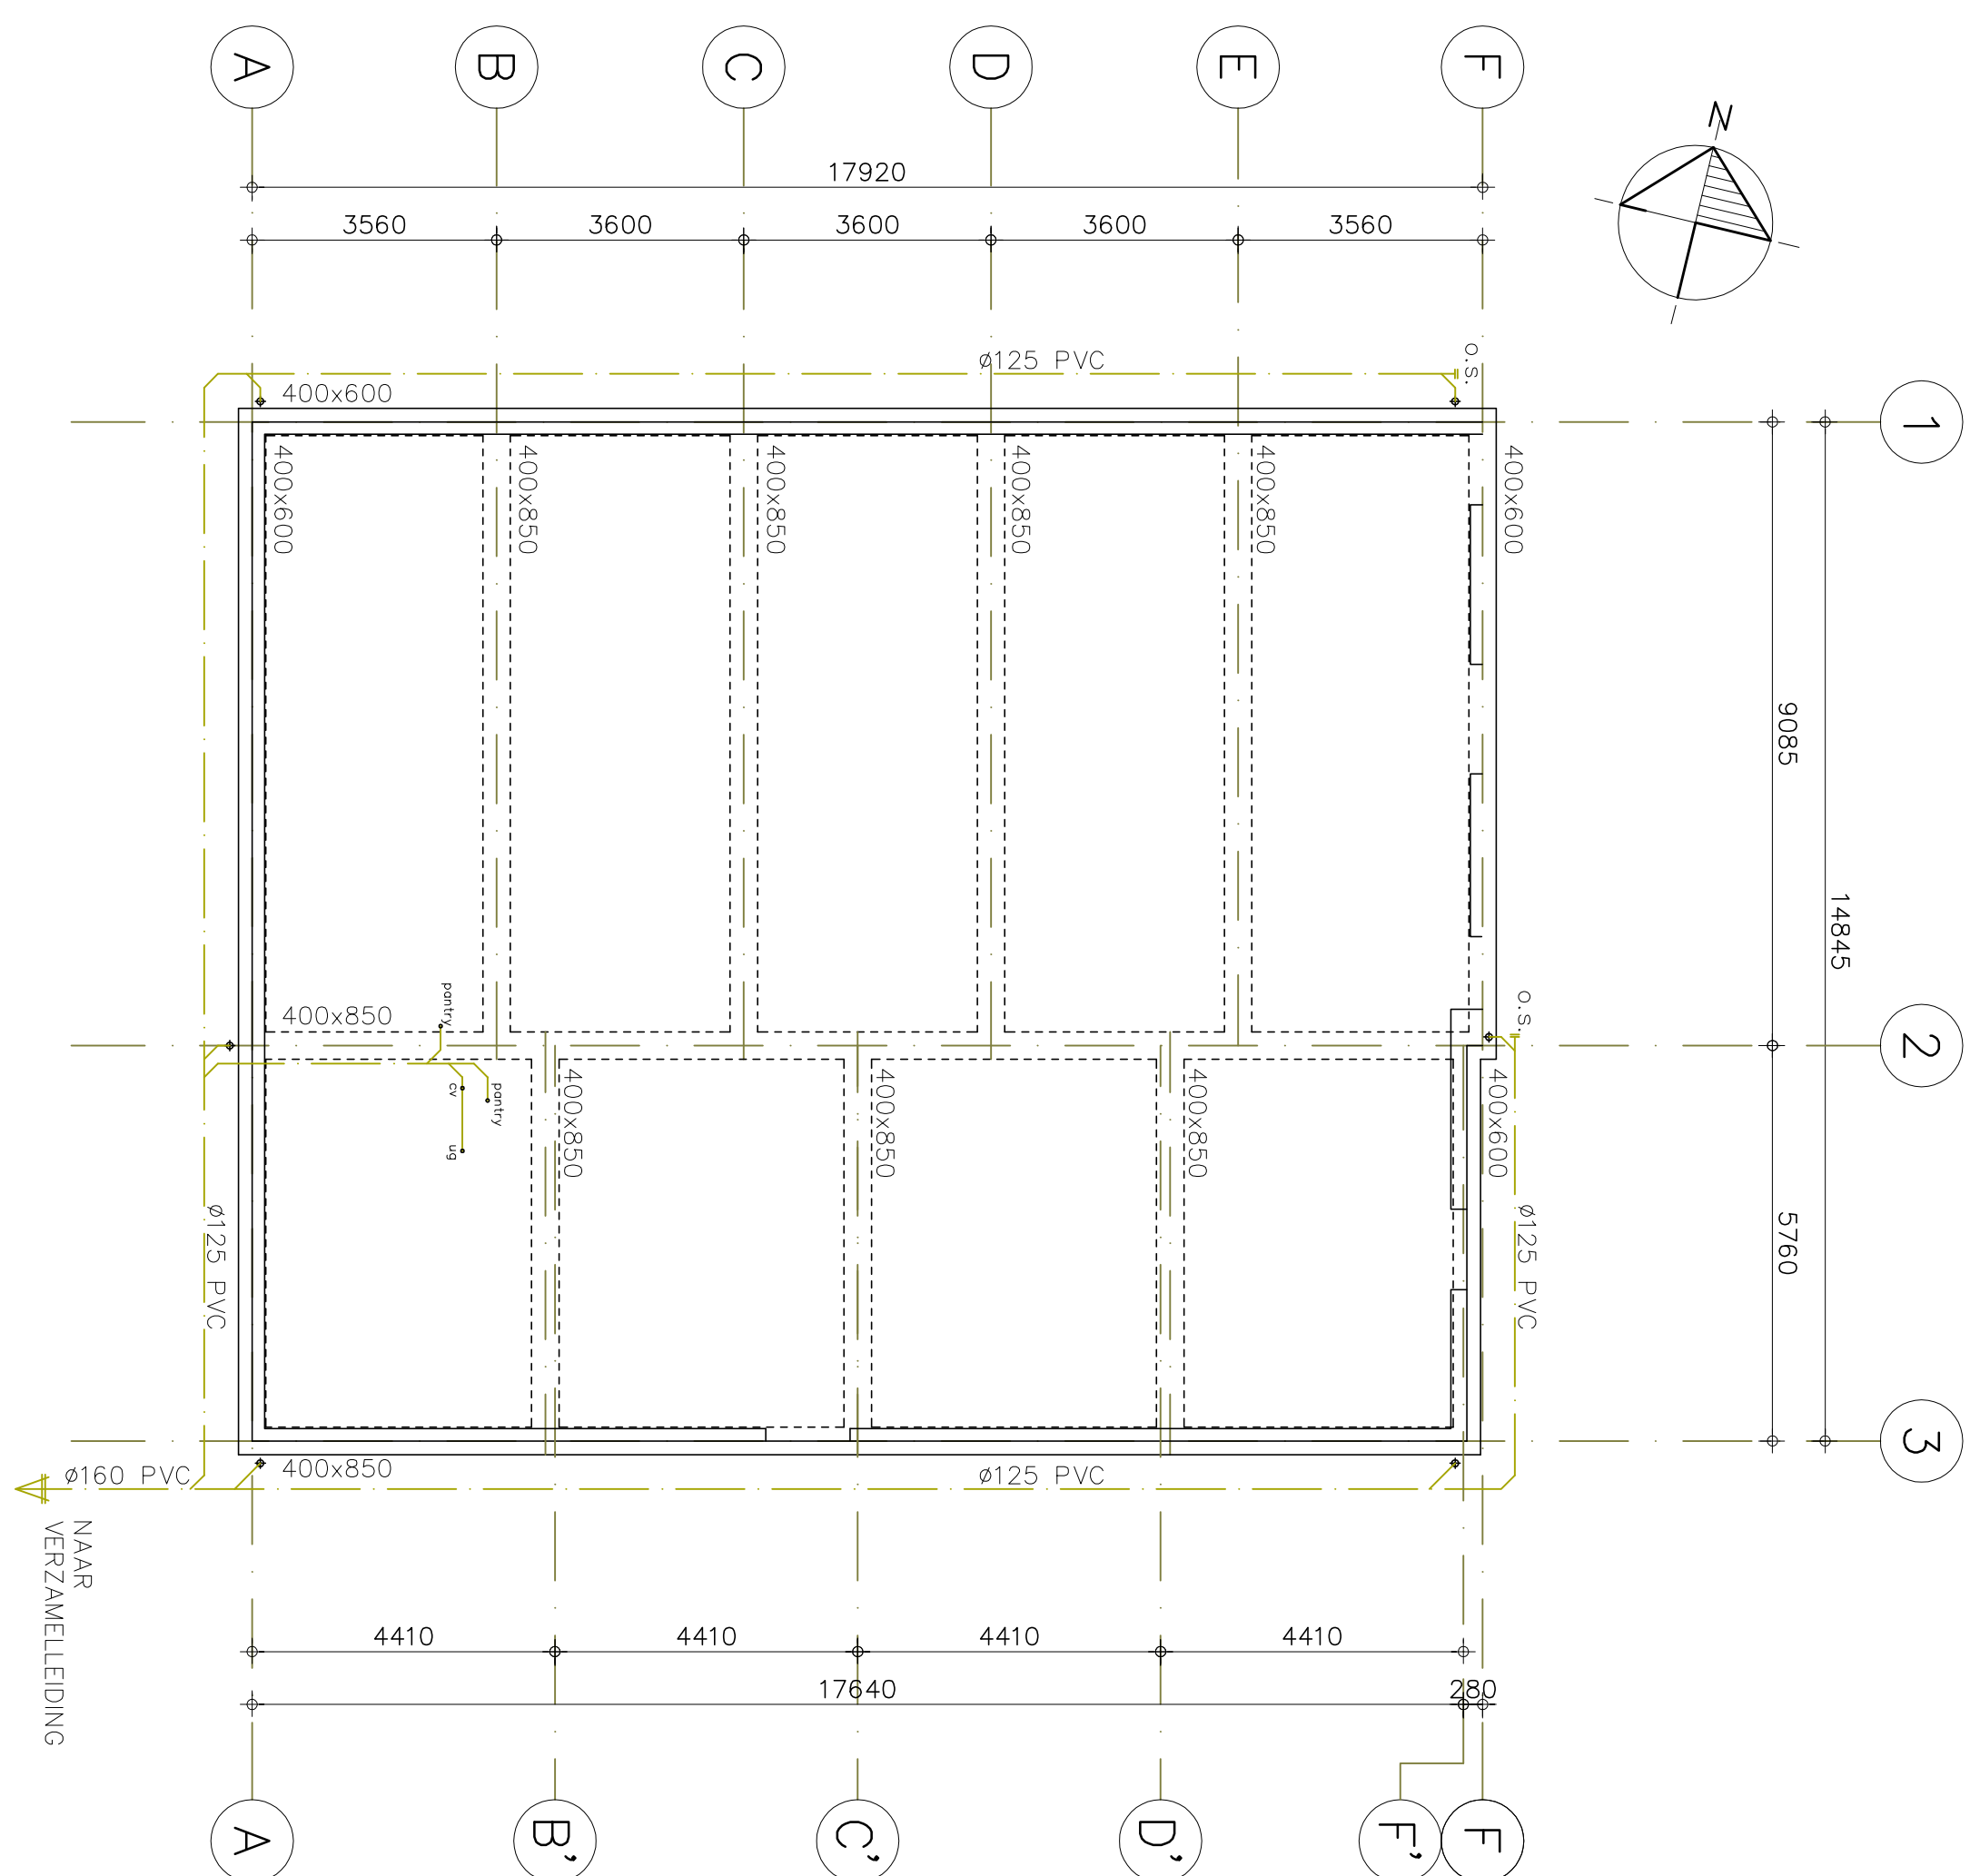 A
B
C
D
E
F
N
17920
3560
3600
3600
3600
3560
ø125 PVC
o.s.
400x600
1
400x600
400x850
400x850
400x850
400x850
400x600
9085
14845
pantry
400x850
o.s.
2
cv
pantry
ug
400x850
400x850
400x850
400x600
ø125 PVC
ø125 PVC
5760
3
ø160 PVC
400x850
ø125 PVC
NAAR
VERZAMELLEIDING
4410
4410
4410
4410
17640
280
A
B'
C'
D'
F'
F